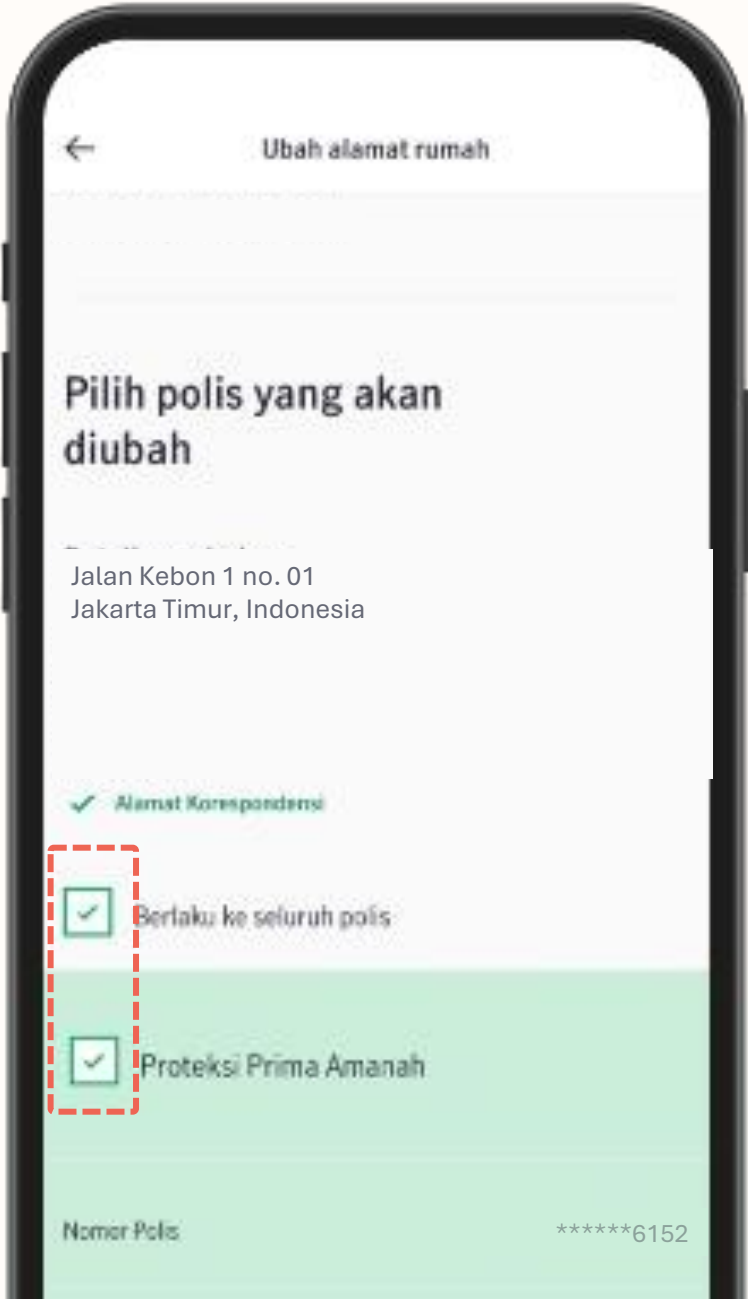 Ubah alamat rumah
Pilih polis yang akan
diubah
Jalan Kebon 1 no. 01
Jakarta Timur, Indonesia
Alamat Korespondensi
Berlaku ke seluruh polis
Proteksi Prima Amanah
Nomor Polis ******6152